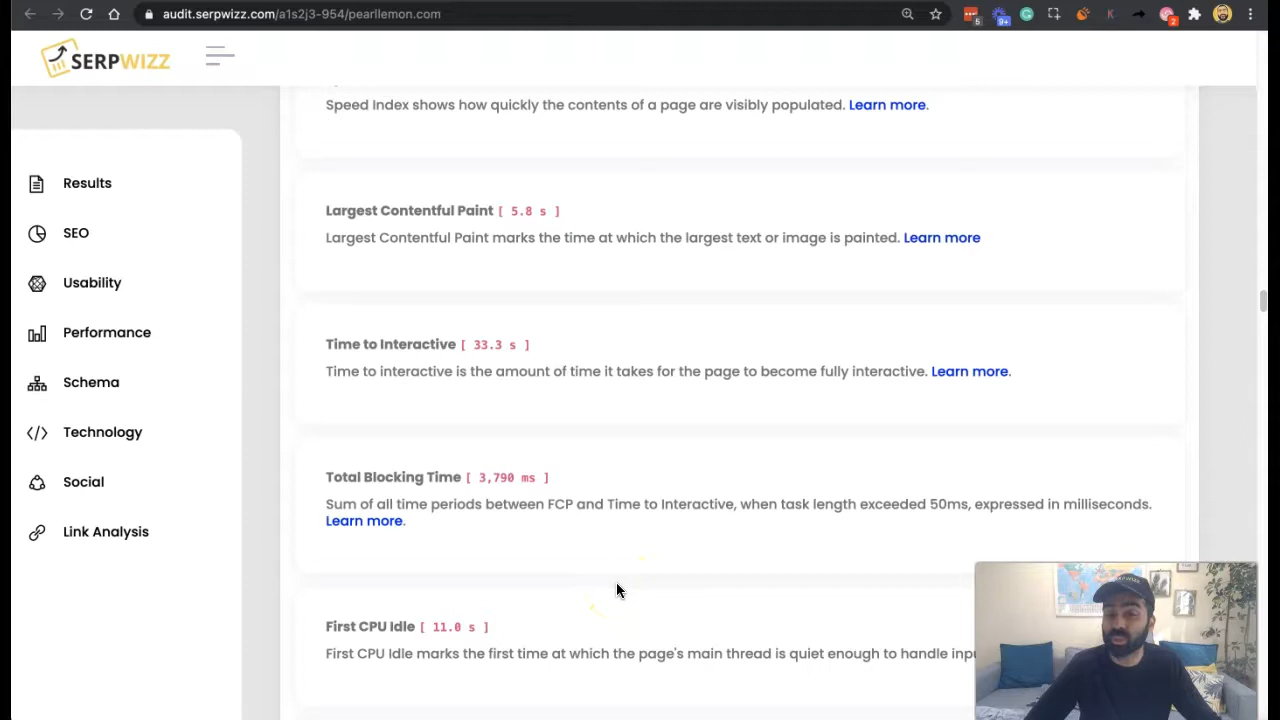 audit.serpwizz.com/a1s2j3-954/pearllemon.com
5
9+
K
2
SERPWIZZ
Speed Index shows how quickly the contents of a page are visibly populated. Learn more.
Results
SEO
Usability
Performance
Schema
Technology
Social
Link Analysis
Largest Contentful Paint [ 5.8 s ]
Largest Contentful Paint marks the time at which the largest text or image is painted. Learn more
Time to Interactive [ 33.3 s ]
Time to interactive is the amount of time it takes for the page to become fully interactive. Learn more.
Total Blocking Time [ 3,790 ms ]
Sum of all time periods between FCP and Time to Interactive, when task length exceeded 50ms, expressed in milliseconds.
Learn more.
First CPU Idle [ 11.0 s ]
First CPU Idle marks the first time at which the page's main thread is quiet enough to handle
SERPWIZZ